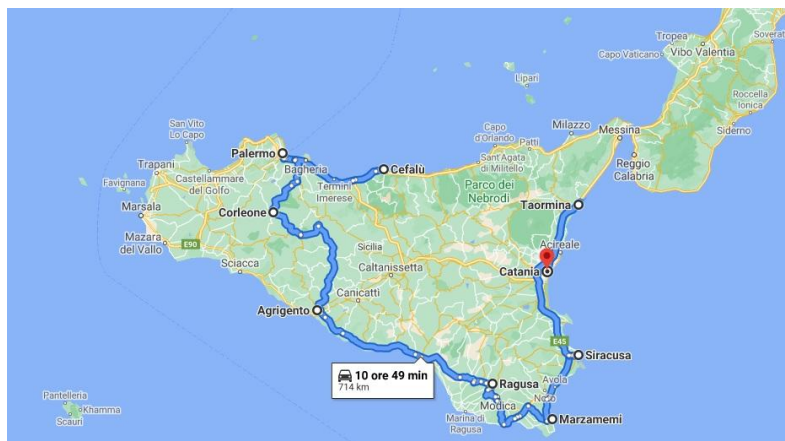 Tropea
Soverat
Capo Vaticano
Vibo Valentia
Lipari
Roccella
Ionica
Siderno
San Vito
Lo Capo
Capo
d'Orlando
Milazzo
Messina
Palermo
Patti
Trapani
Bagheria
Cefalù
Sant'Agata
di Militello
Reggio
Calabria
Favignana
Castellammare
del Golfo
Termini
Imerese
Parco dei
Nebrodi
Marsala
Corleone
Taormina
Mazara
del Vallo
E90
Sicilia
Acireale
Sciacca
Caltanissetta
Catania
Canicattì
Agrigento
E45
Siracusa
10 ore 49 min
714 km
Ragusa
Avola
Noto
Pantelleria
Khamma
Scauri
Modica
Marina di
Ragusa
Marzamemi